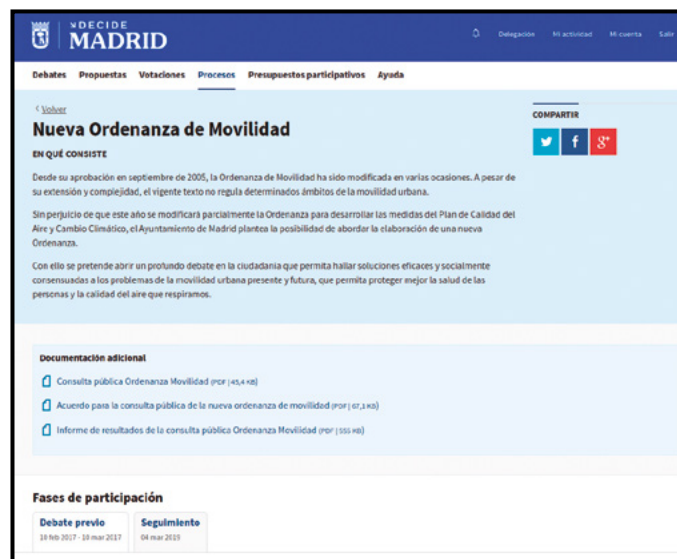 DECIDE
MADRID
Delegación Mi actividad Mi cuenta Salir
Debates Propuestas Votaciones Procesos Presupuestos participativos Ayuda
< Volver
Nueva Ordenanza de Movilidad
COMPARTIR
EN QUÉ CONSISTE
Desde su aprobación en septiembre de 2005, la Ordenanza de Movilidad ha sido modificada en varias ocasiones. A pesar de
su extensión y complejidad, el vigente texto no regula determinados ámbitos de la movilidad urbana.
Sin perjuicio de que este año se modificará parcialmente la Ordenanza para desarrollar las medidas del Plan de Calidad del
Aire y Cambio Climático, el Ayuntamiento de Madrid plantea la posibilidad de abordar la elaboración de una nueva
Ordenanza.
Con ello se pretende abrir un profundo debate en la ciudadanía que permita hallar soluciones eficaces y socialmente
consensuadas a los problemas de la movilidad urbana presente y futura, que permita proteger mejor la salud de las
personas y la calidad del aire que respiramos.
Documentación adicional
Consulta pública Ordenanza Movilidad (PDF | 45,4 KB)
Acuerdo para la consulta pública de la nueva ordenanza de movilidad (PDF | 67,1 KB)
Informe de resultados de la consulta pública Ordenanza Movilidad (PDF | 555 KB)
Fases de participación
Debate previo Seguimiento
10 feb 2017 - 10 mar 2017 04 mar 2019